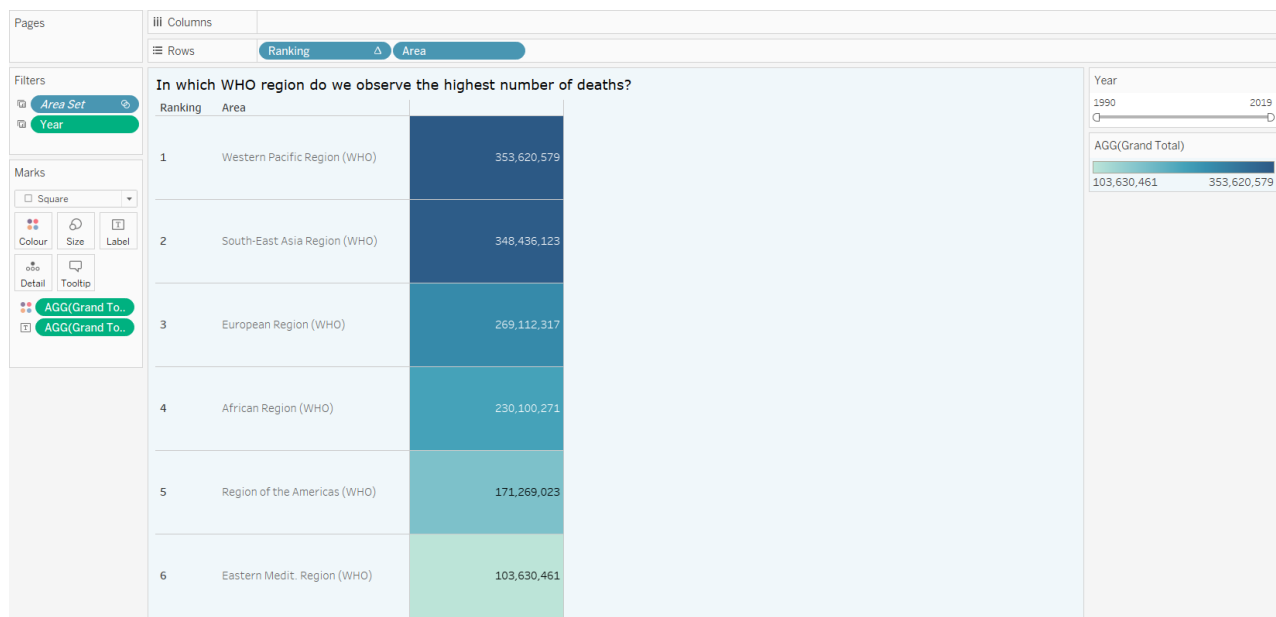 Pages
iii Columns
Rows
Ranking Δ
Area
Filters
Area Set
Year
Marks
Square
Colour
Size
Label
Detail
Tooltip
AGG(Grand To..
AGG(Grand To..
In which WHO region do we observe the highest number of deaths?
Ranking Area
1 Western Pacific Region (WHO) 353,620,579
2 South-East Asia Region (WHO) 348,436,123
3 European Region (WHO) 269,112,317
4 African Region (WHO) 230,100,271
5 Region of the Americas (WHO) 171,269,023
6 Eastern Medit. Region (WHO) 103,630,461
Year
1990 2019
AGG(Grand Total)
103,630,461 353,620,579